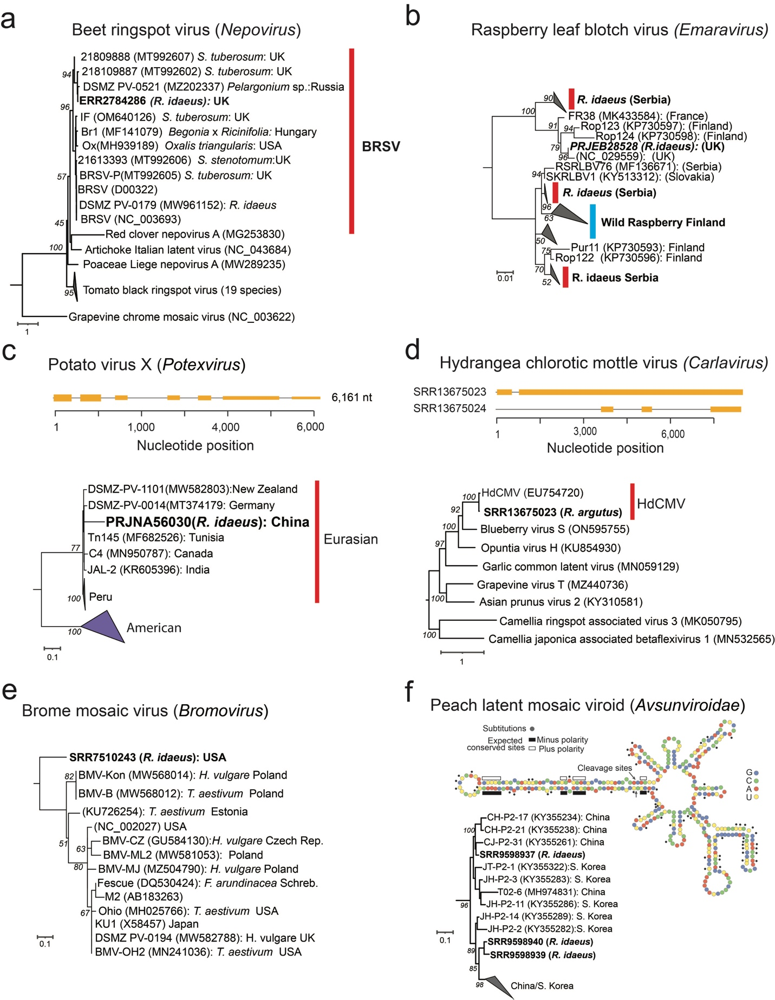 a
Beet ringspot virus (Nepovirus)
21809888 (MT992607) S. tuberosum: UK
94
218109887 (MT992602) S. tuberosum: UK
DSMZ PV-0521 (MZ202337) Pelargonium sp.:Russia
ERR2784286 (R. idaeus): UK
96
IF (OM640126) S. tuberosum: UK
Br1 (MF141079) Begonia x Ricinifolia: Hungary
Ox(MH939189) Oxalis triangularis: USA
BRSV
21613393 (MT992606) S. stenotomum:UK
57
BRSV-P(MT992605) S. tuberosum: UK
BRSV (D00322)
DSMZ PV-0179 (MW961152): R. idaeus
BRSV (NC_003693)
45
Red clover nepovirus A (MG253830)
100
Artichoke Italian latent virus (NC_043684)
Poaceae Liege nepovirus A (MW289235)
95
Tomato black ringspot virus (19 species)
Grapevine chrome mosaic virus (NC_003622)
1
b
Raspberry leaf blotch virus (Emaravirus)
90
R. idaeus (Serbia)
100
FR38 (MK433584): (France)
91
Rop123 (KP730597): (Finland)
94
Rop124 (KP730598): (Finland)
79
PRJEB28528 (R.idaeus): (UK)
96
(NC_029559): (UK)
RSRLBV76 (MF136671): (Serbia)
94
SKRLBV1 (KY513312): (Slovakia)
R. idaeus (Serbia)
96
63
Wild Raspberry Finland
50
Pur11 (KP730593): Finland
75
Rop122 (KP730596): Finland
70
52
R. idaeus Serbia
0.01
c
Potato virus X (Potexvirus)
6,161 nt
1
1,000
4,000
6,000
Nucleotide position
DSMZ-PV-1101(MW582803):New Zealand
DSMZ-PV-0014(MT374179: Germany
PRJNA56030(R. idaeus): China
Tn145 (MF682526): Tunisia
Eurasian
77
C4 (MN950787): Canada
JAL-2 (KR605396): India
100
Peru
100
American
0.1
d
Hydrangea chlorotic mottle virus (Carlavirus)
SRR13675023
SRR13675024
1
3,000
6,000
Nucleotide position
HdCMV (EU754720)
100
HdCMV
92
SRR13675023 (R. argutus)
100
Blueberry virus S (ON595755)
97
Opuntia virus H (KU854930)
Garlic common latent virus (MN059129)
Grapevine virus T (MZ440736)
100
Asian prunus virus 2 (KY310581)
Camellia ringspot associated virus 3 (MK050795)
100
Camellia japonica associated betaflexivirus 1 (MN532565)
1
e
Brome mosaic virus (Bromovirus)
SRR7510243 (R. idaeus): USA
82
BMV-Kon (MW568014): H. vulgare Poland
BMV-B (MW568012): T. aestivum Poland
(KU726254): T. aestivum Estonia
(NC_002027) USA
51
BMV-CZ (GU584130):H. vulgare Czech Rep.
63
BMV-ML2 (MW581053): Poland
80
BMV-MJ (MZ504790): H. vulgare Poland
Fescue (DQ530424): F. arundinacea Schreb.
M2 (AB183263)
67
Ohio (MH025766): T. aestivum USA
KU1 (X58457) Japan
DSMZ PV-0194 (MW582788): H. vulgare UK
BMV-OH2 (MN241036): T. aestivum USA
0.1
f
Peach latent mosaic viroid (Avsunviroidae)
Subtitutions
Expected
conserved sites
Minus polarity
Plus polarity
Cleavage sites
G
C
A
U
CH-P2-17 (KY355234): China
100
CH-P2-21 (KY355238): China
CJ-P2-31 (KY355261): China
SRR9598937 (R. idaeus)
JT-P2-1 (KY355322):S. Korea
JH-P2-3 (KY355283): S. Korea
T02-6 (MH974831): China
96
JH-P2-11 (KY355286): S. Korea
JH-P2-14 (KY355289): S. Korea
JH-P2-2 (KY355282):S. Korea
0.1
SRR9598940 (R. idaeus)
89
SRR9598939 (R. idaeus)
85
98
China/S. Korea